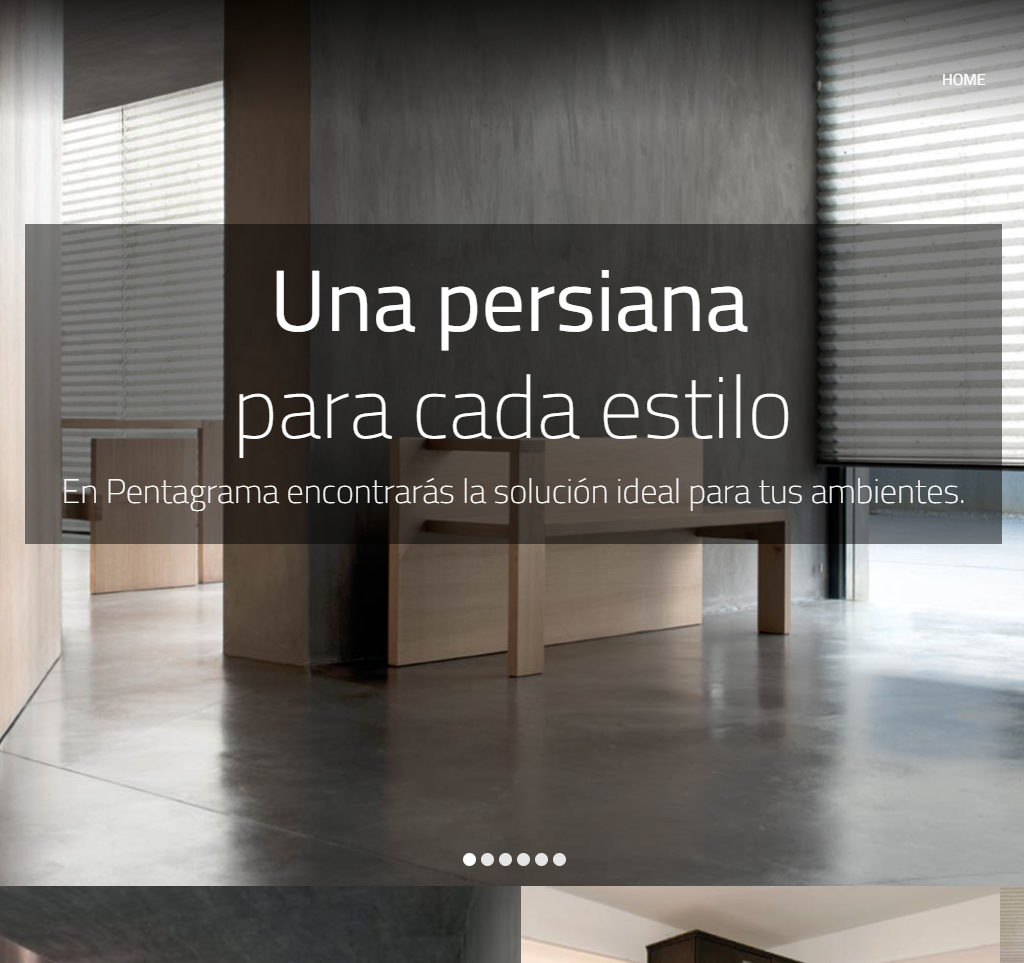 HOME
Una persiana
para cada estilo
En Pentagrama encontrarás la solución ideal para tus ambientes.